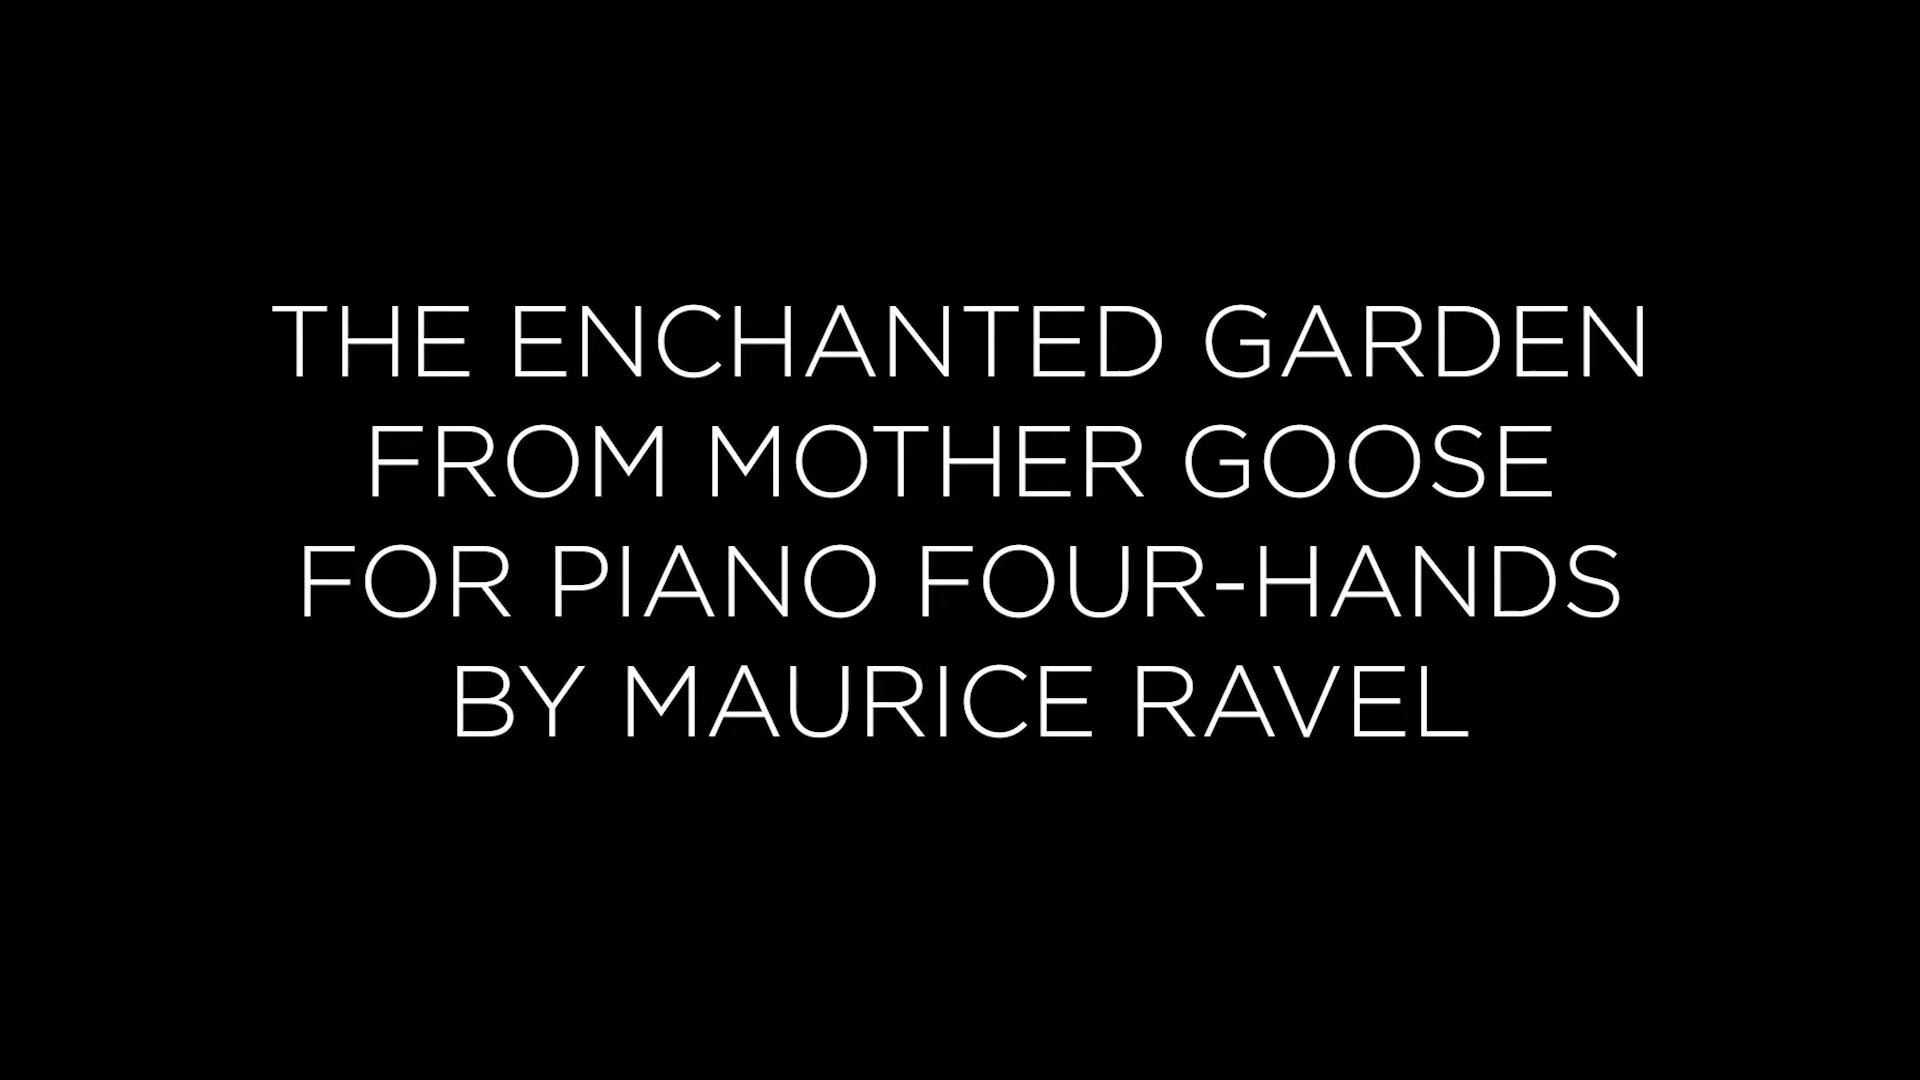 THE ENCHANTED GARDEN
FROM MOTHER GOOSE
FOR PIANO FOUR-HANDS
BY MAURICE RAVEL